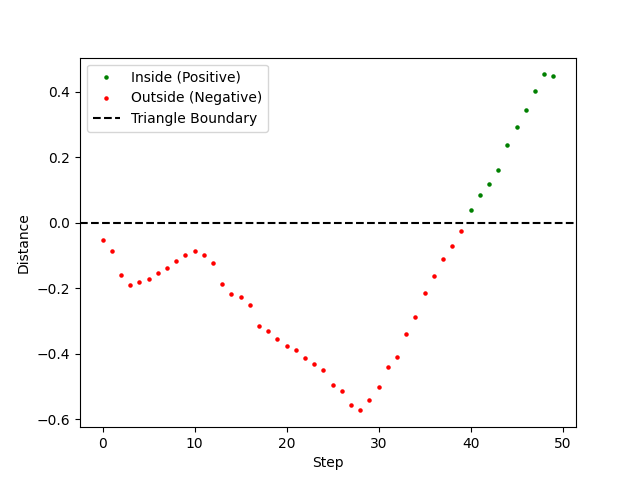 Inside (Positive)
Outside (Negative)
Triangle Boundary
0.4
0.2
0.0
−0.2
−0.4
−0.6
Distance
0
10
20
30
40
50
Step